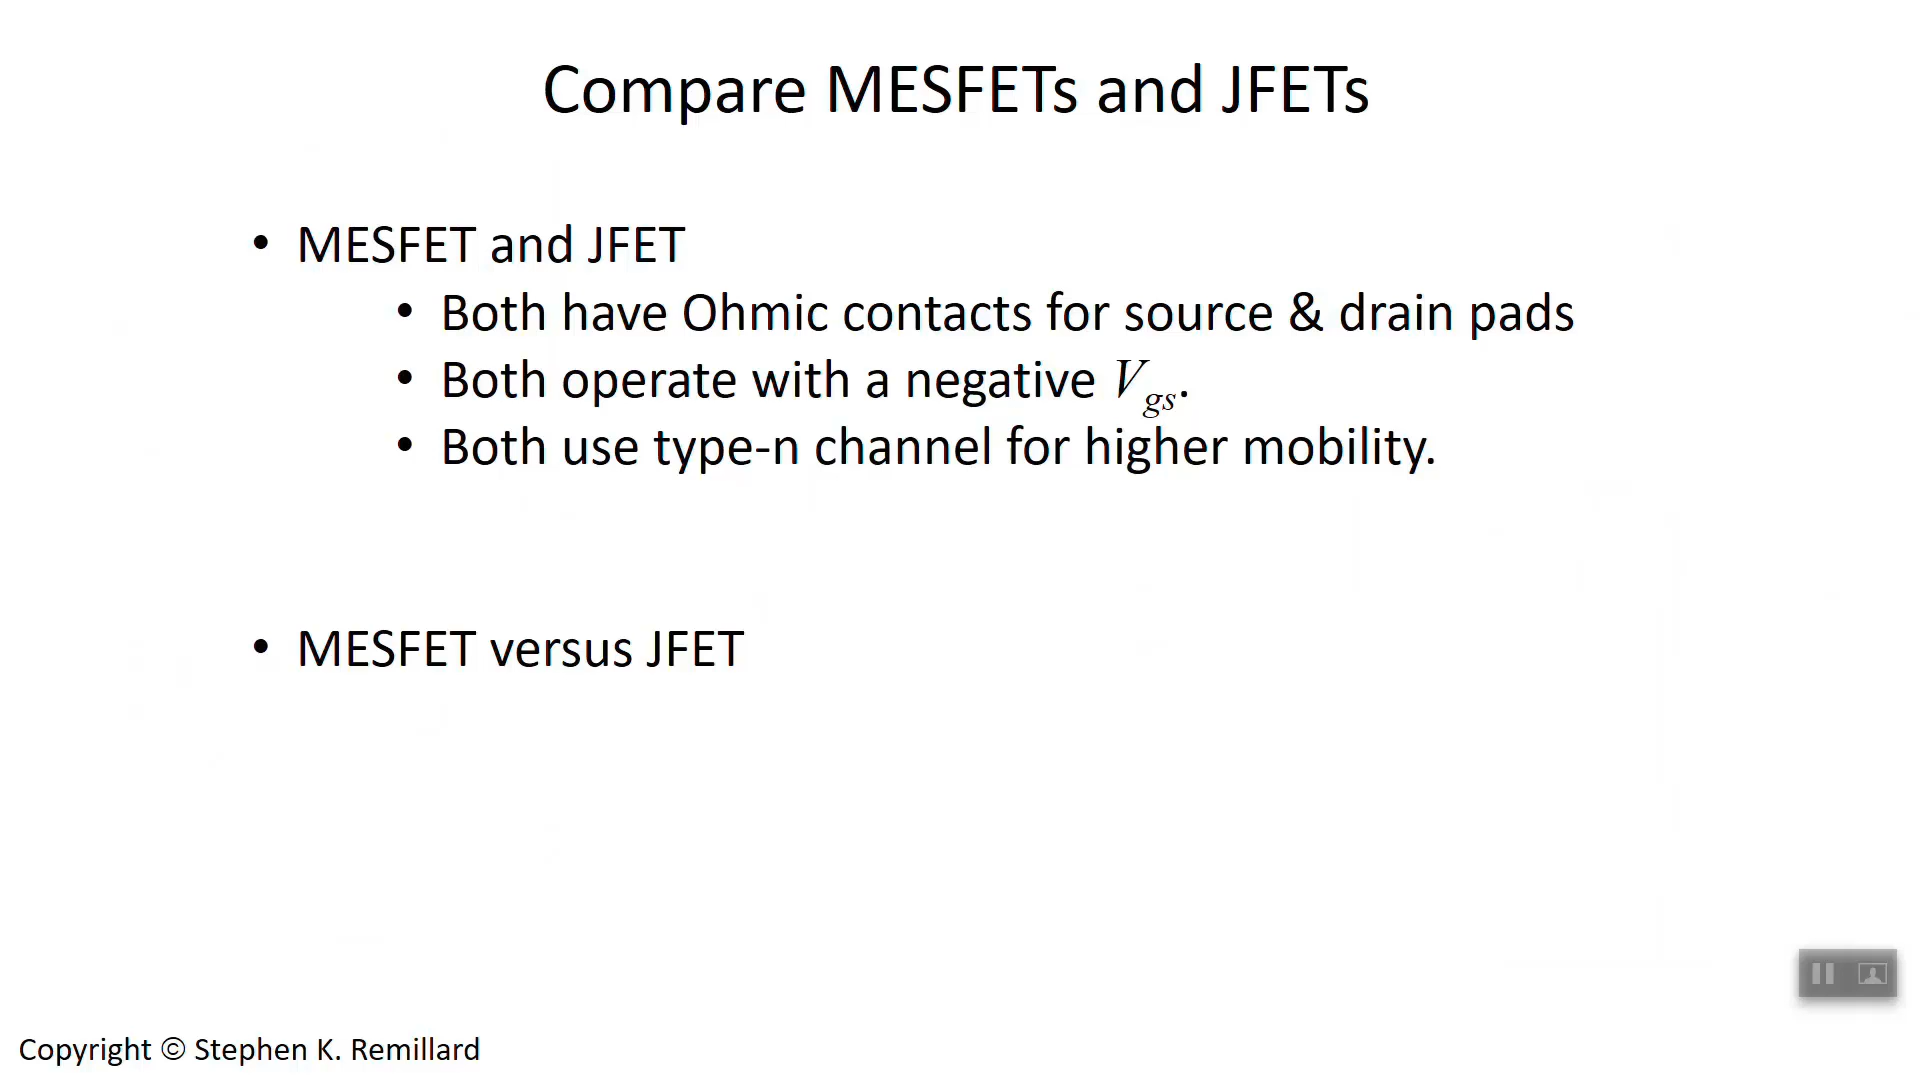 Compare MESFETs and JFETs
• MESFET and JFET
• Both have Ohmic contacts for source & drain pads
• Both operate with a negative Vgs.
• Both use type-n channel for higher mobility.
• MESFET versus JFET
Copyright © Stephen K. Remillard